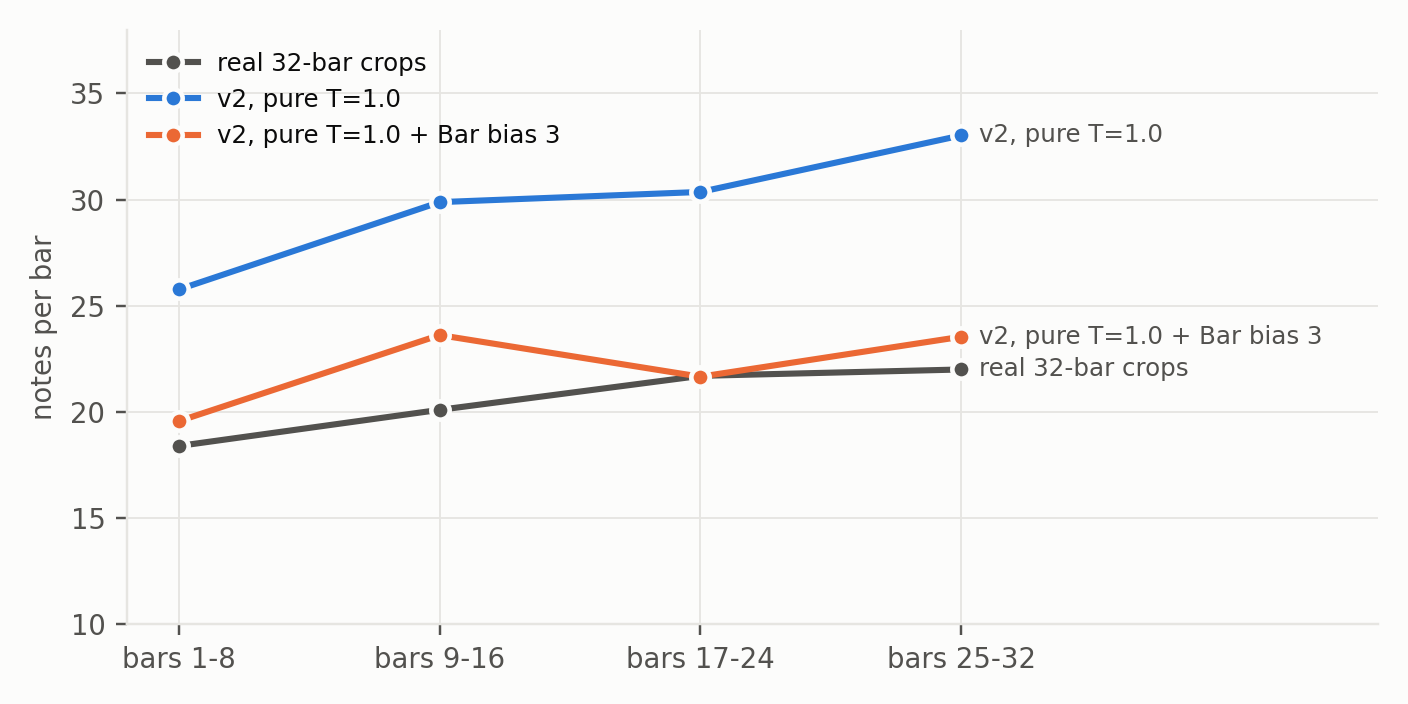 real 32-bar crops
v2, pure T=1.0
v2, pure T=1.0 + Bar bias 3
35
30
25
20
15
10
notes per bar
v2, pure T=1.0
v2, pure T=1.0 + Bar bias 3
real 32-bar crops
bars 1-8
bars 9-16
bars 17-24
bars 25-32